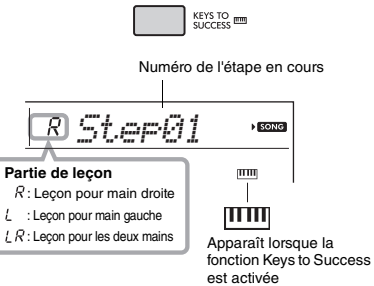 KEYS TO
SUCCESS
Numéro de l'étape en cours
R Step01
SONG
Partie de leçon
R : Leçon pour main droite
L : Leçon pour main gauche
LR : Leçon pour les deux mains
Apparaît lorsque la
fonction Keys to Success
est activée